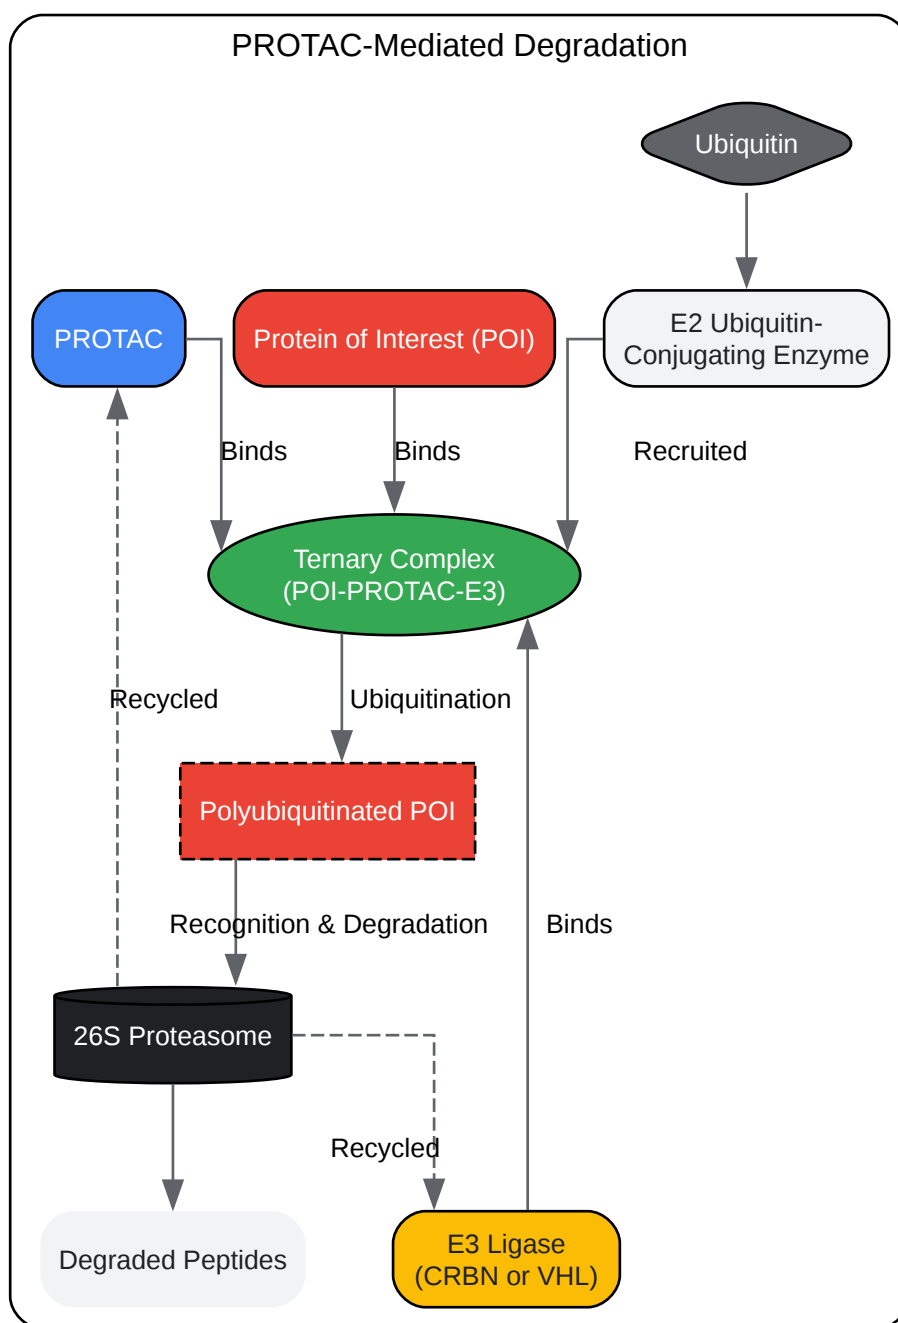 PROTAC-Mediated Degradation
Ubiquitin
PROTAC
Protein of Interest (POI)
E2 Ubiquitin-
Conjugating Enzyme
Binds
Binds
Recruited
Ternary Complex
(POI-PROTAC-E3)
Recycled
Ubiquitination
Polyubiquitinated POI
Recognition & Degradation
Binds
26S Proteasome
Recycled
Degraded Peptides
E3 Ligase
(CRBN or VHL)